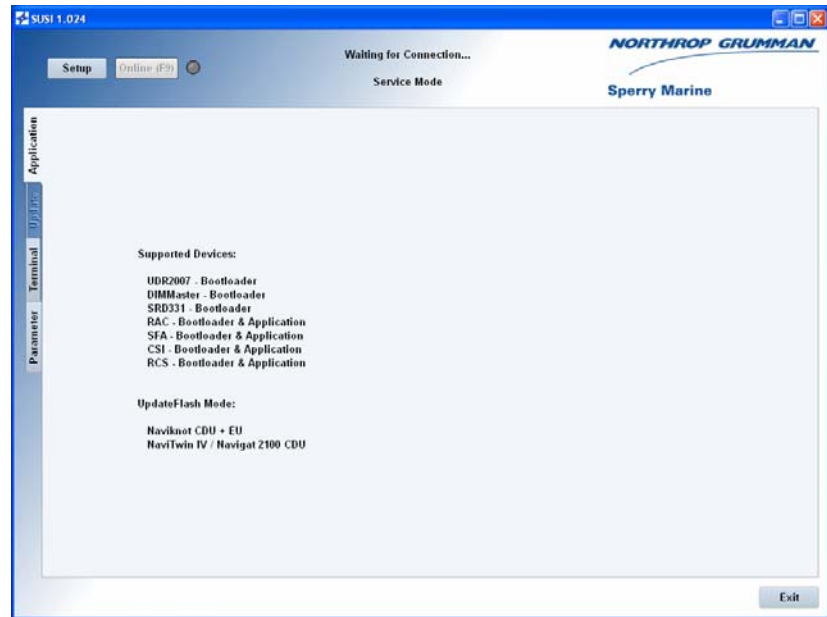 SUSI 1.024
Setup
Online (F9)
Waiting for Connection...
Service Mode
NORTHROP GRUMMAN
Sperry Marine
Application
Update
Terminal
Parameter
Supported Devices:
UDR2007 - Bootloader
DIMMaster - Bootloader
SRD331 - Bootloader
RAC - Bootloader & Application
SFA - Bootloader & Application
CSI - Bootloader & Application
RCS - Bootloader & Application
UpdateFlash Mode:
Naviknot CDU + EU
NaviTwin IV / Navigat 2100 CDU
Exit